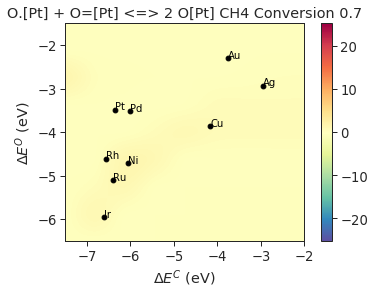 O.[Pt] + O=[Pt] <=> 2 O[Pt] CH4 Conversion 0.7
−2
−3
−4
−5
−6
ΔE^O (eV)
Au
Ag
Pt
Pd
Cu
Rh
Ni
Ru
Ir
−7
−6
−5
−4
−3
−2
ΔE^C (eV)
20
10
0
−10
−20